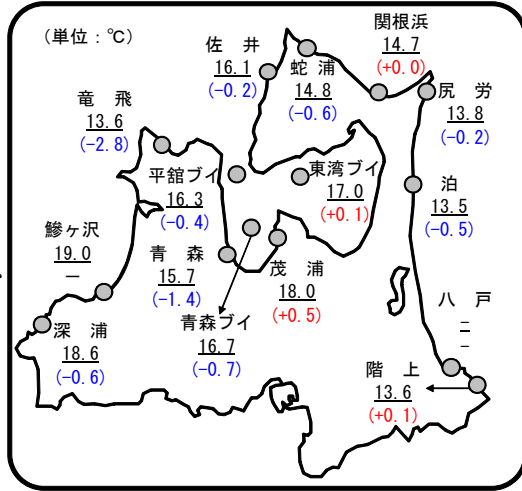 (単位：℃)
関根浜
14.7
(+0.0)
佐 井
16.1
(-0.2)
蛇 浦
14.8
(-0.6)
尻 労
13.8
(-0.2)
竜 飛
13.6
(-2.8)
平舘ブイ
16.3
(-0.4)
東湾ブイ
17.0
(+0.1)
泊
13.5
(-0.5)
鰺ヶ沢
19.0
—
青 森
15.7
(-1.4)
茂 浦
18.0
(+0.5)
八 戸
—
—
青森ブイ
16.7
(-0.7)
深 浦
18.6
(-0.6)
階 上
13.6
(+0.1)